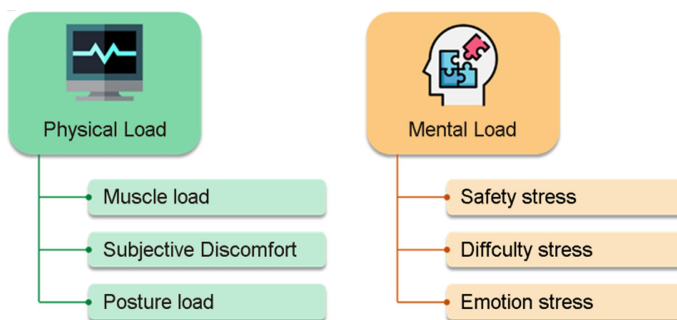 Physical Load
Muscle load
Subjective Discomfort
Posture load
Mental Load
Safety stress
Diffculty stress
Emotion stress